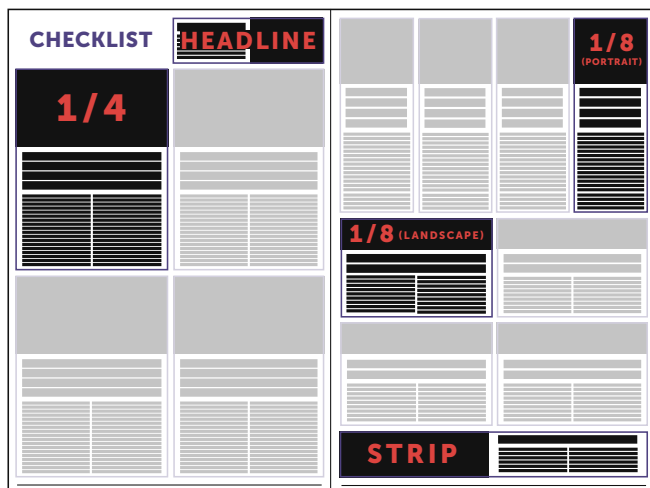 CHECKLIST
HEADLINE
1/4
1/8
(PORTRAIT)
1/8 (LANDSCAPE)
STRIP